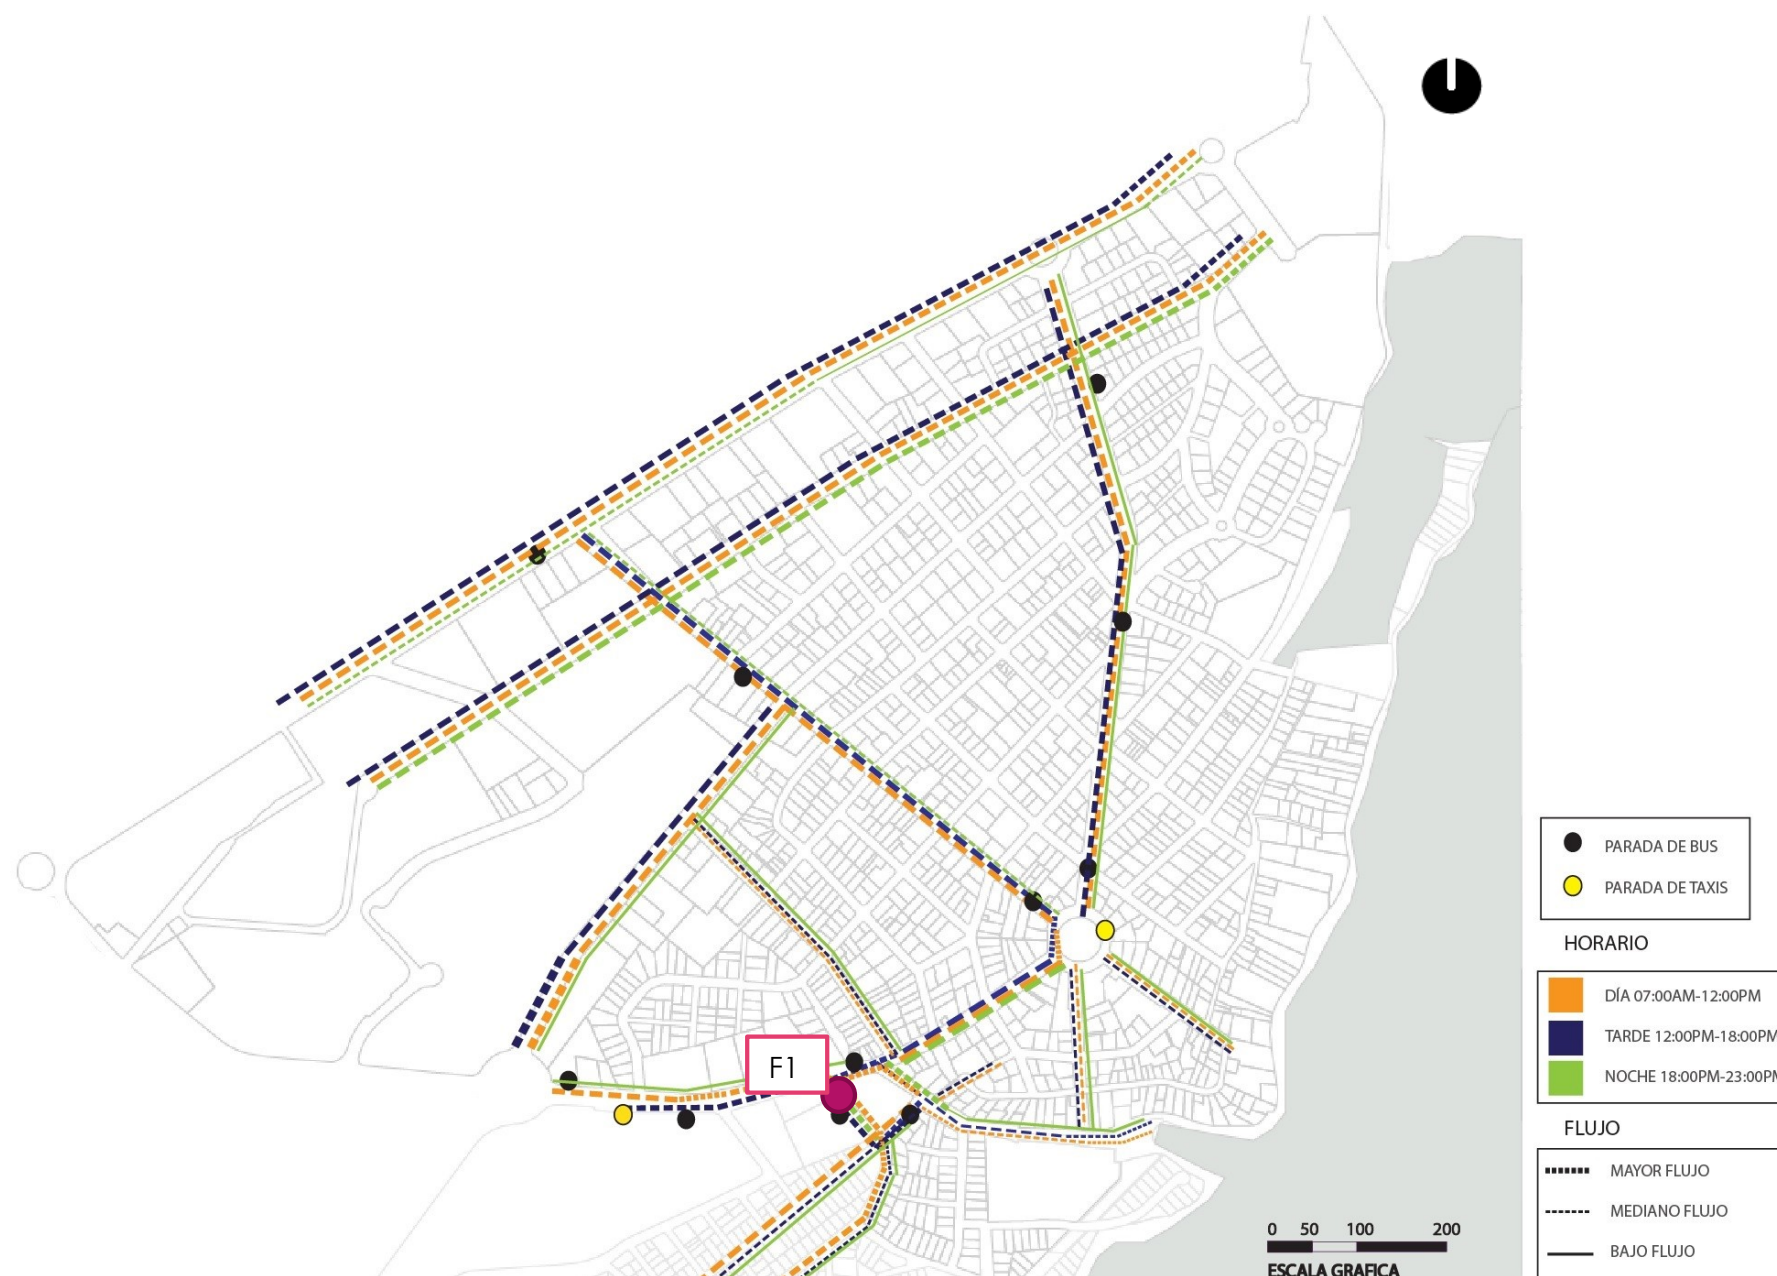 F1
PARADA DE BUS
PARADA DE TAXIS
HORARIO
DÍA 07:00AM-12:00PM
TARDE 12:00PM-18:00PM
NOCHE 18:00PM-23:00PM
FLUJO
MAYOR FLUJO
MEDIANO FLUJO
BAJO FLUJO
0 50 100 200
ESCALA GRAFICA